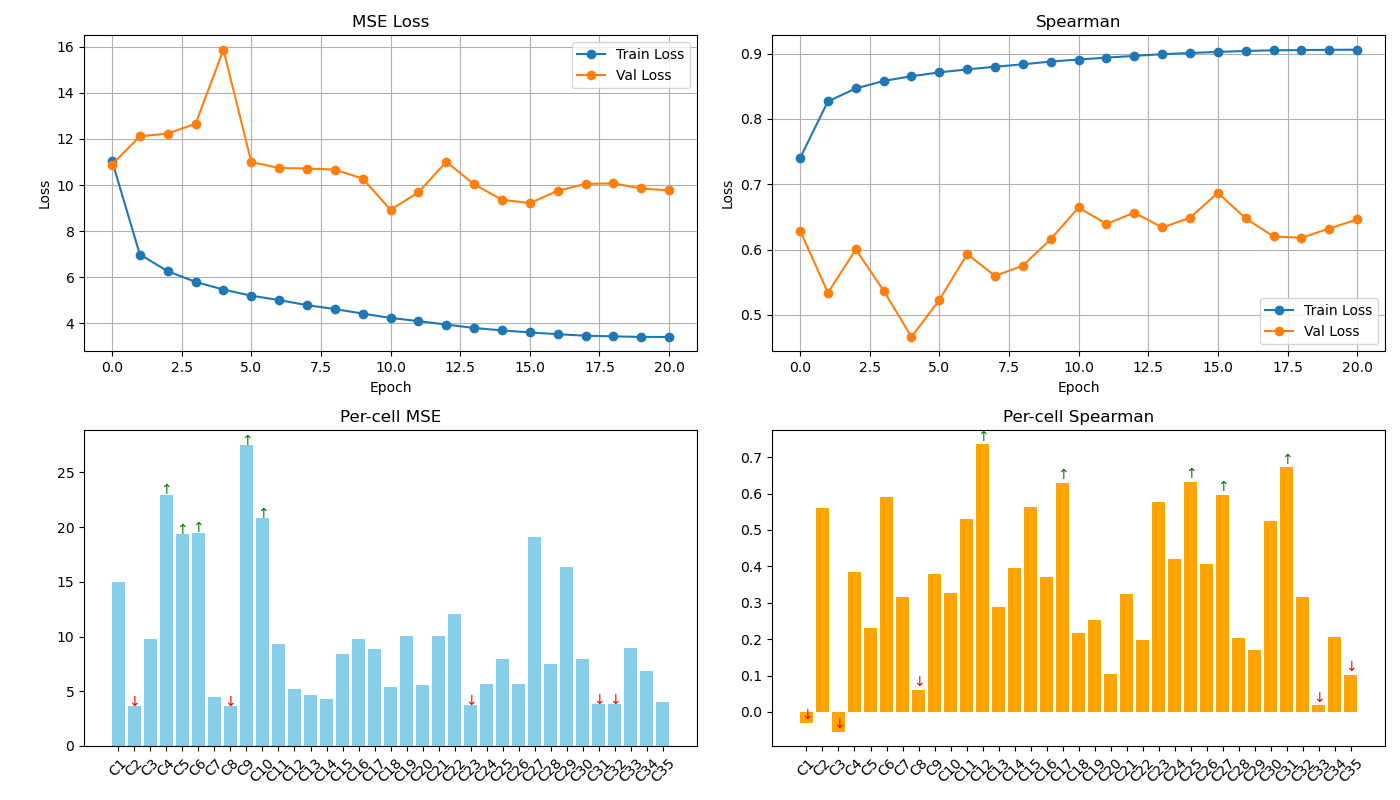 MSE Loss
Loss
16
14
12
10
8
6
4
Train Loss
Val Loss
0.0 2.5 5.0 7.5 10.0 12.5 15.0 17.5 20.0
Epoch
Spearman
Loss
0.9
0.8
0.7
0.6
0.5
Train Loss
Val Loss
0.0 2.5 5.0 7.5 10.0 12.5 15.0 17.5 20.0
Epoch
Per-cell MSE
25
20
15
10
5
0
↑ ↑ ↑ ↑ ↑
↓ ↓ ↓ ↓ ↓
C1 C2 C3 C4 C5 C6 C7 C8 C9 C10 C11 C12 C13 C14 C15 C16 C17 C18 C19 C20 C21 C22 C23 C24 C25 C26 C27 C28 C29 C30 C31 C32 C33 C34 C35
Per-cell Spearman
0.7
0.6
0.5
0.4
0.3
0.2
0.1
0.0
↑ ↑ ↑ ↑ ↑
↓ ↓ ↓ ↓ ↓
C1 C2 C3 C4 C5 C6 C7 C8 C9 C10 C11 C12 C13 C14 C15 C16 C17 C18 C19 C20 C21 C22 C23 C24 C25 C26 C27 C28 C29 C30 C31 C32 C33 C34 C35